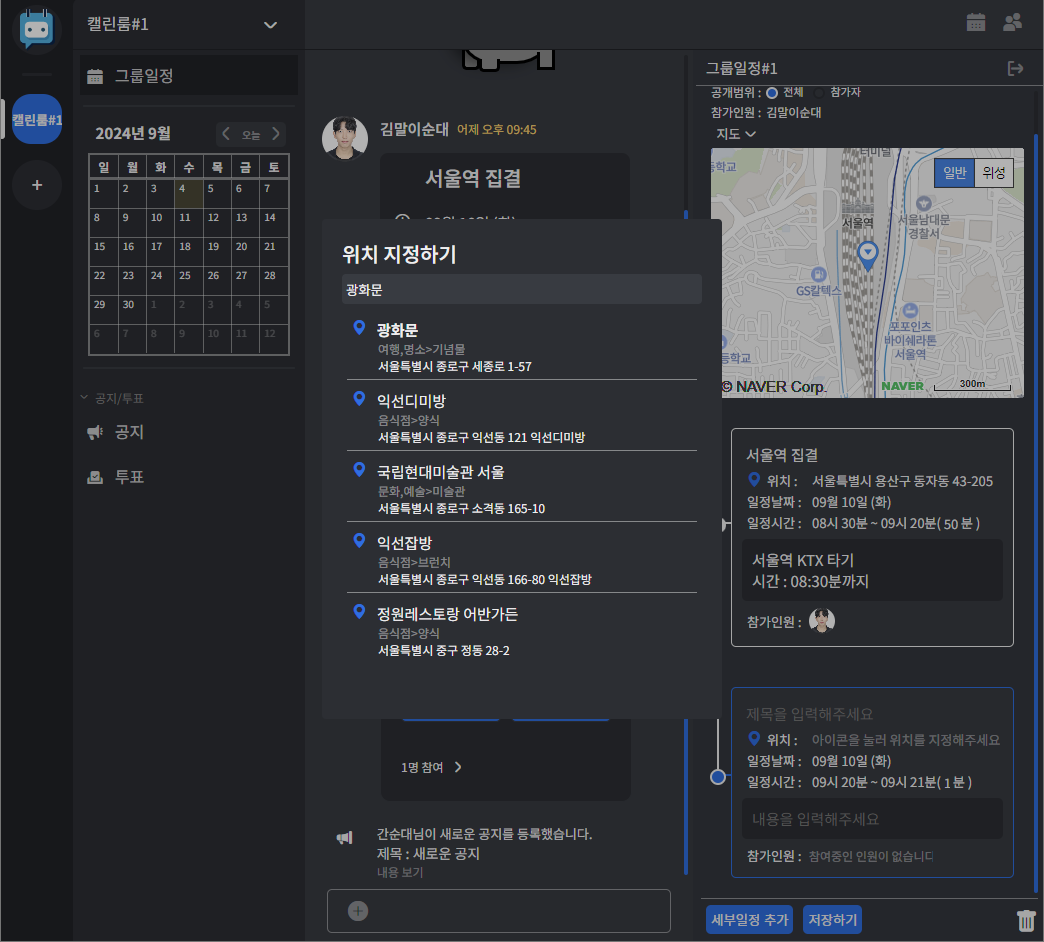 캘린룸#1
캘린룸#1
+
그룹일정
2024년 9월
오늘
일 월 화 수 목 금 토
1 2 3 4 5 6 7
8 9 10 11 12 13 14
15 16 17 18 19 20 21
22 23 24 25 26 27 28
29 30 1 2 3 4 5
6 7 8 9 10 11 12
공지/투표
공지
투표
김말이순대 어제 오후 09:45
서울역 집결
위치 지정하기
광화문
광화문
여행,명소>기념물
서울특별시 종로구 세종로 1-57
익선디미방
음식점>양식
서울특별시 종로구 익선동 121 익선디미방
국립현대미술관 서울
문화,예술>미술관
서울특별시 종로구 소격동 165-10
익선잡방
음식점>브런치
서울특별시 종로구 익선동 166-80 익선잡방
정원레스토랑 어반가든
음식점>양식
서울특별시 중구 정동 28-2
1명 참여
간순대님이 새로운 공지를 등록했습니다.
제목 : 새로운 공지
내용 보기
그룹일정#1
공개범위 : 전체 참가자
참가인원 : 김말이순대
지도
터미널
등학교
일반 위성
서울역
서울남대문
경찰서
GS칼텍스
포포인츠
바이쉐라톤
서울역
등학교
© NAVER Corp.
NAVER
300m
서울역 집결
위치 : 서울특별시 용산구 동자동 43-205
일정날짜 : 09월 10일 (화)
일정시간 : 08시 30분 ~ 09시 20분( 50 분 )
서울역 KTX 타기
시간 : 08:30분까지
참가인원 :
제목을 입력해주세요
위치 : 아이콘을 눌러 위치를 지정해주세요
일정날짜 : 09월 10일 (화)
일정시간 : 09시 20분 ~ 09시 21분( 1 분 )
내용을 입력해주세요
참가인원 : 참여중인 인원이 없습니다
세부일정 추가
저장하기